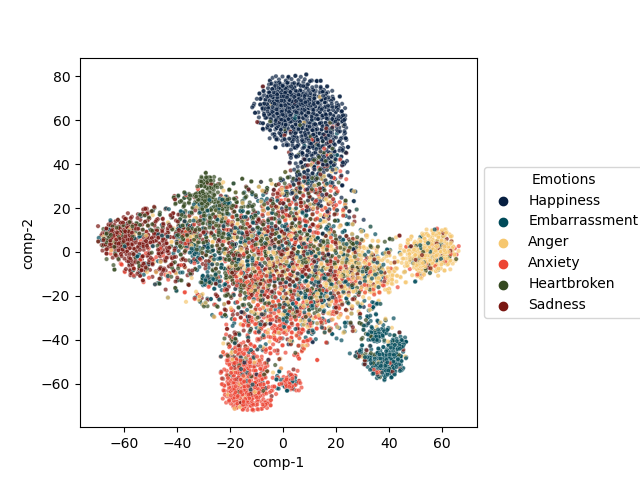 80
60
40
20
0
−20
−40
−60
−60
−40
−20
0
20
40
60
comp-1
comp-2
Emotions
Happiness
Embarrassment
Anger
Anxiety
Heartbroken
Sadness